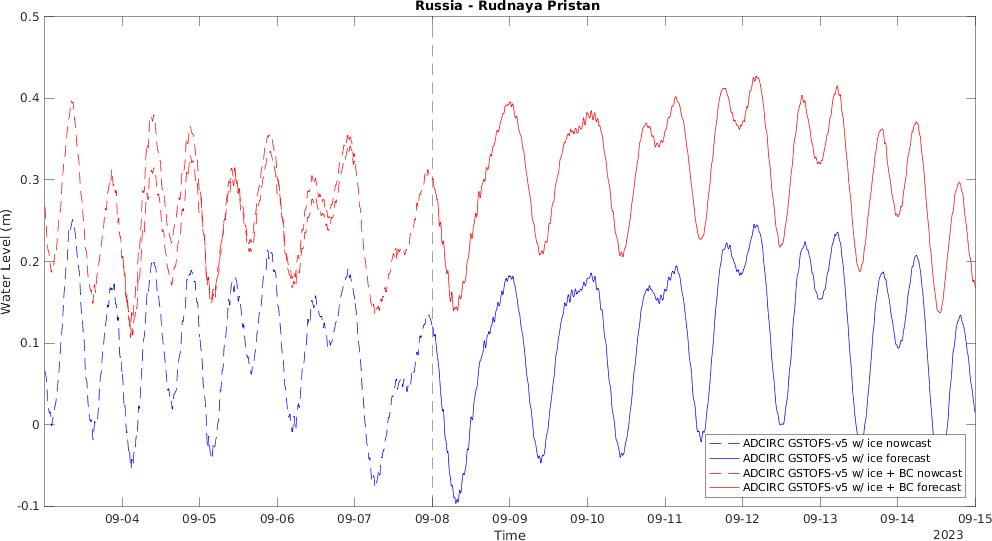 Russia - Rudnaya Pristan
0.5
0.4
0.3
0.2
0.1
0
-0.1
Water Level (m)
ADCIRC GSTOFS-v5 w/ ice nowcast
ADCIRC GSTOFS-v5 w/ ice forecast
ADCIRC GSTOFS-v5 w/ ice + BC nowcast
ADCIRC GSTOFS-v5 w/ ice + BC forecast
09-04 09-05 09-06 09-07 09-08 09-09 09-10 09-11 09-12 09-13 09-14 09-15
Time
2023